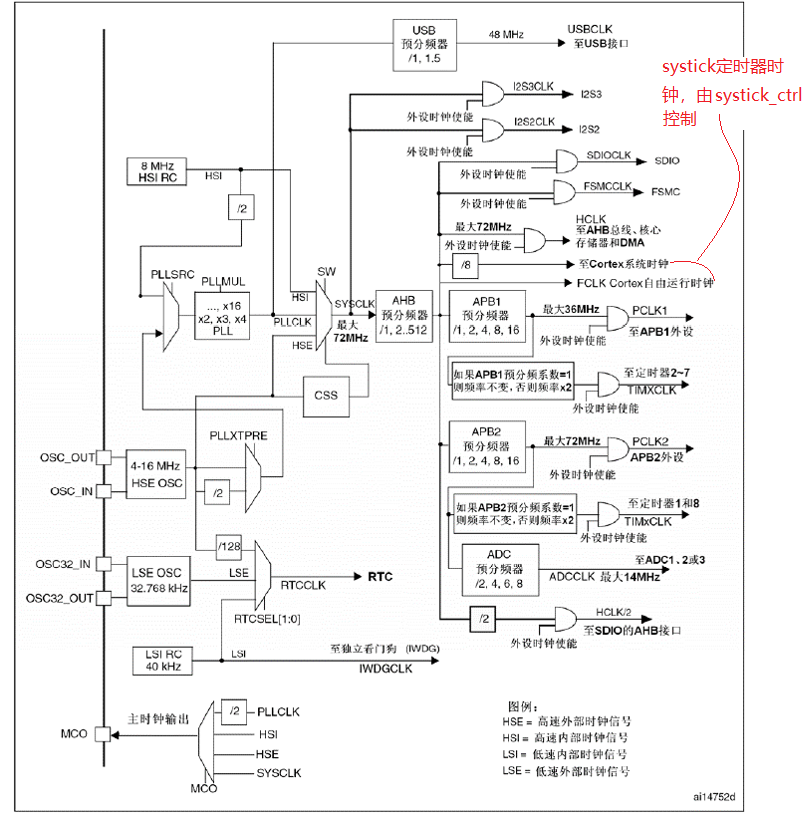 USB
预分频器
/1, 1.5
48 MHz
USBCLK
至USB接口
systick定时器时
钟，由systick_ctrl
控制
I2S3CLK
I2S3
外设时钟使能
I2S2CLK
I2S2
外设时钟使能
8 MHz
HSI RC
HSI
/2
SDIOCLK
SDIO
外设时钟使能
FSMCCLK
FSMC
外设时钟使能
最大72MHz
外设时钟使能
HCLK
至AHB总线、核心
存储器和DMA
/8
至Cortex系统时钟
FCLK Cortex自由运行时钟
PLLSRC
PLLMUL
..., x16
x2, x3, x4
PLL
SW
HSI
PLLCLK
HSE
SYSCLK
最大
72MHz
AHB
预分频器
/1, 2..512
APB1
预分频器
/1, 2, 4, 8, 16
最大36MHz
PCLK1
至APB1外设
外设时钟使能
CSS
如果APB1预分频系数=1
则频率不变，否则频率x2
至定时器2~7
TIMXCLK
外设时钟使能
PLLXTPRE
OSC_OUT
OSC_IN
4-16 MHz
HSE OSC
/2
APB2
预分频器
/1, 2, 4, 8, 16
最大72MHz
PCLK2
APB2外设
外设时钟使能
如果APB2预分频系数=1
则频率不变，否则频率x2
至定时器1和8
TIMxCLK
外设时钟使能
/128
OSC32_IN
OSC32_OUT
LSE OSC
32.768 kHz
LSE
RTCCLK
RTC
RTCSEL[1:0]
ADC
预分频器
/2, 4, 6, 8
至ADC1、2或3
ADCCLK 最大14MHz
/2
HCLK/2
至SDIO的AHB接口
外设时钟使能
LSI RC
40 kHz
LSI
至独立看门狗 (IWDG)
IWDGCLK
MCO
主时钟输出
/2
PLLCLK
HSI
HSE
SYSCLK
MCO
图例：
HSE = 高速外部时钟信号
HSI = 高速内部时钟信号
LSI = 低速内部时钟信号
LSE = 低速外部时钟信号
ai14752d